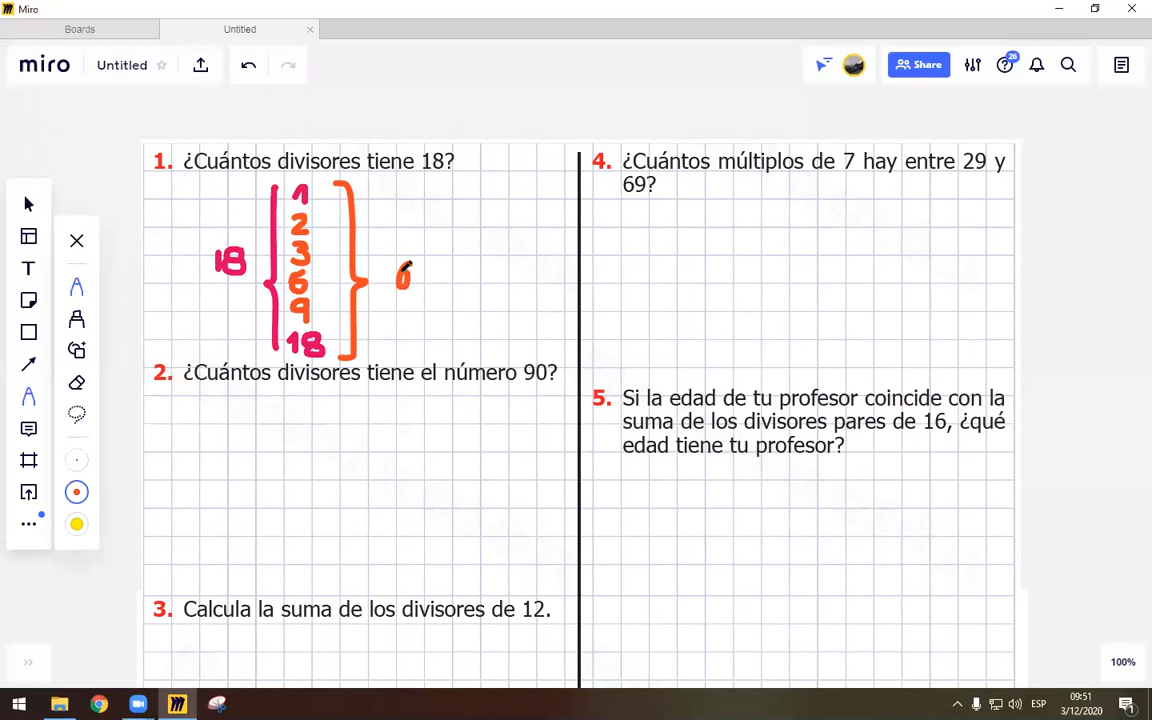 Miro
Boards
Untitled
miro
Untitled
Share
26
1. ¿Cuántos divisores tiene 18?
18
1
2
3
6
9
18
6
2. ¿Cuántos divisores tiene el número 90?
3. Calcula la suma de los divisores de 12.
4. ¿Cuántos múltiplos de 7 hay entre 29 y
69?
5. Si la edad de tu profesor coincide con la
suma de los divisores pares de 16, ¿qué
edad tiene tu profesor?
100%
ESP
09:51
3/12/2020
1